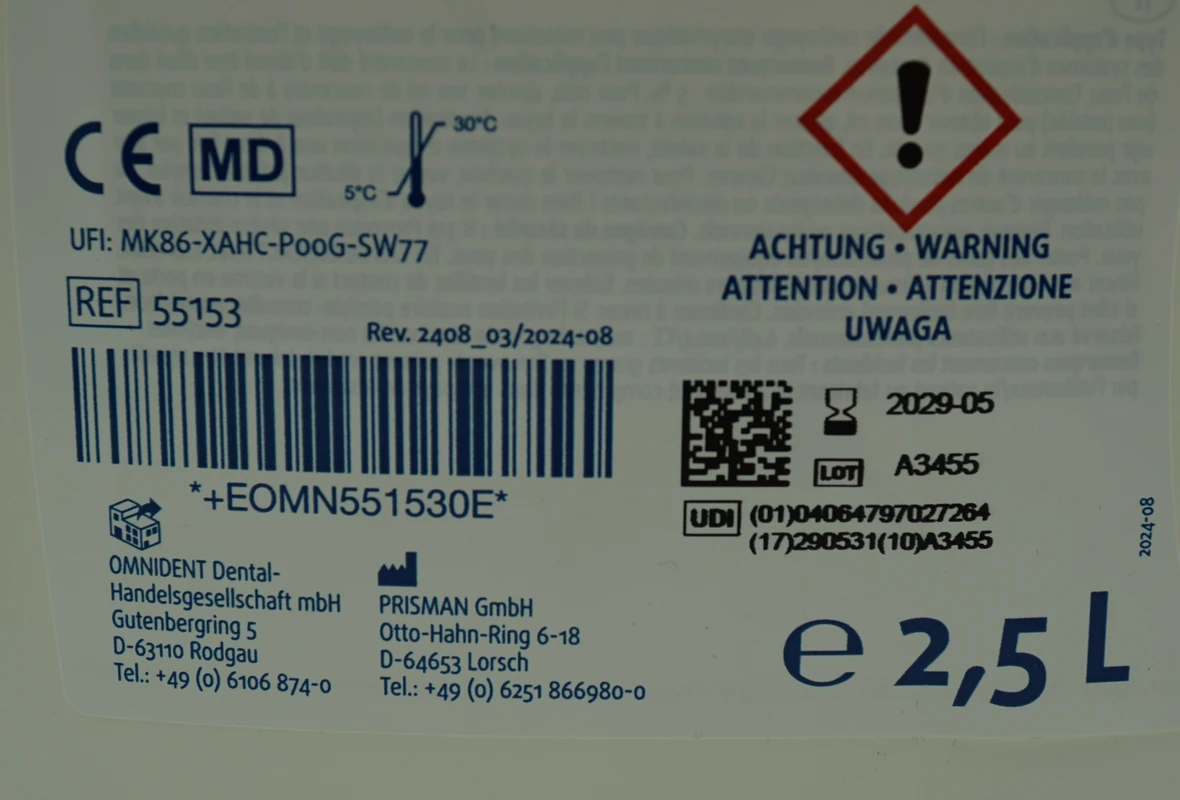 CE MD 30°C
5°C
UFI: MK86-XAHC-P00G-SW77
REF 55153
Rev. 2408_03/2024-08
*+EOMN551530E*
OMNIDENT Dental-
Handelsgesellschaft mbH
Gutenbergring 5
D-63110 Rodgau
Tel.: +49 (0) 6106 874-0
PRISMAN GmbH
Otto-Hahn-Ring 6-18
D-64653 Lorsch
Tel.: +49 (0) 6251 866980-0
ACHTUNG • WARNING
ATTENTION • ATTENZIONE
UWAGA
2029-05
LOT A3455
UDI (01)04064797027264
(17)290531(10)A3455
2024-08
℮ 2,5 L